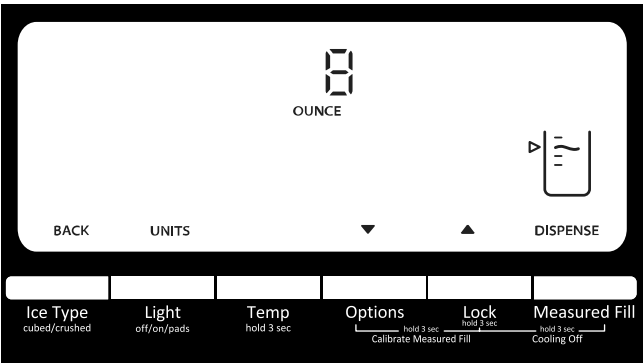 8
OUNCE
BACK UNITS ▼ ▲ DISPENSE
Ice Type Light Temp Options Lock Measured Fill
cubed/crushed off/on/pads hold 3 sec hold 3 sec
hold 3 sec hold 3 sec
Calibrate Measured Fill Cooling Off